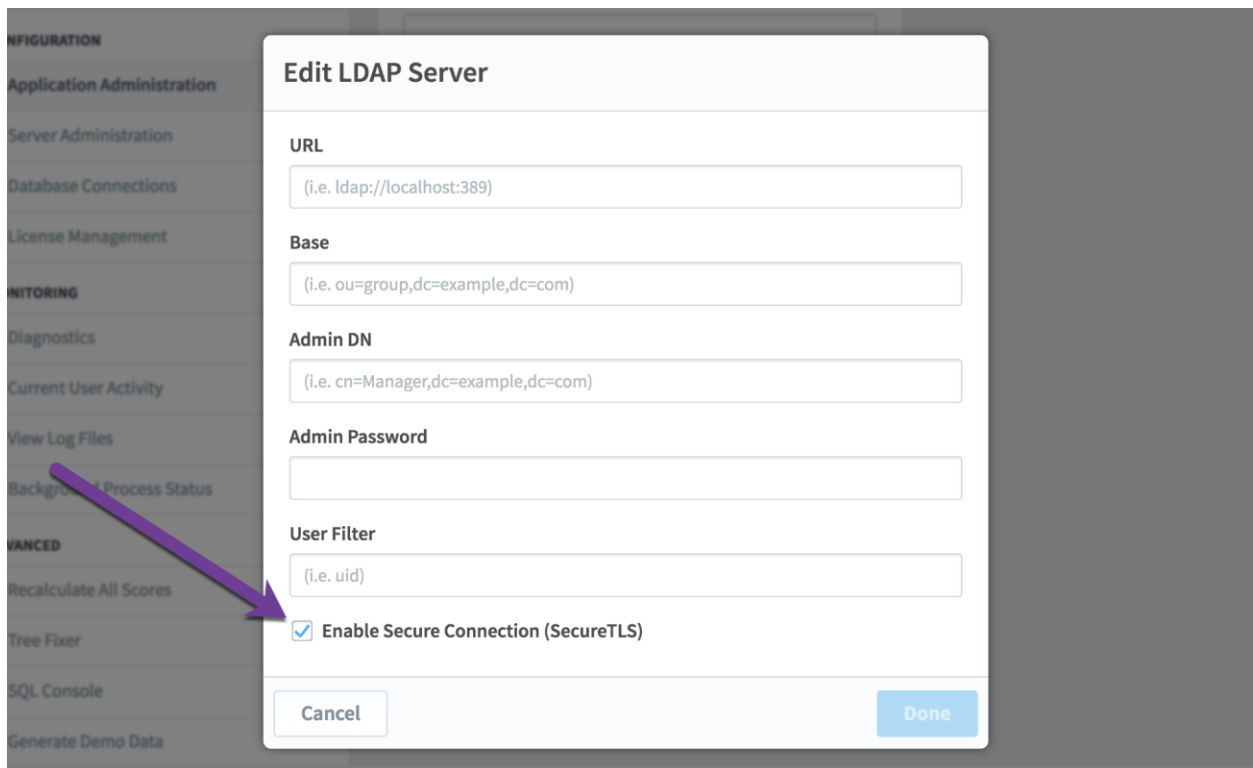 NFIGURATION
Application Administration
Server Administration
Database Connections
License Management
NITORING
Diagnostics
Current User Activity
View Log Files
Background Process Status
VANCED
Recalculate All Scores
Tree Fixer
SQL Console
Generate Demo Data
Edit LDAP Server
URL
(i.e. ldap://localhost:389)
Base
(i.e. ou=group,dc=example,dc=com)
Admin DN
(i.e. cn=Manager,dc=example,dc=com)
Admin Password
User Filter
(i.e. uid)
Enable Secure Connection (SecureTLS)
Cancel
Done